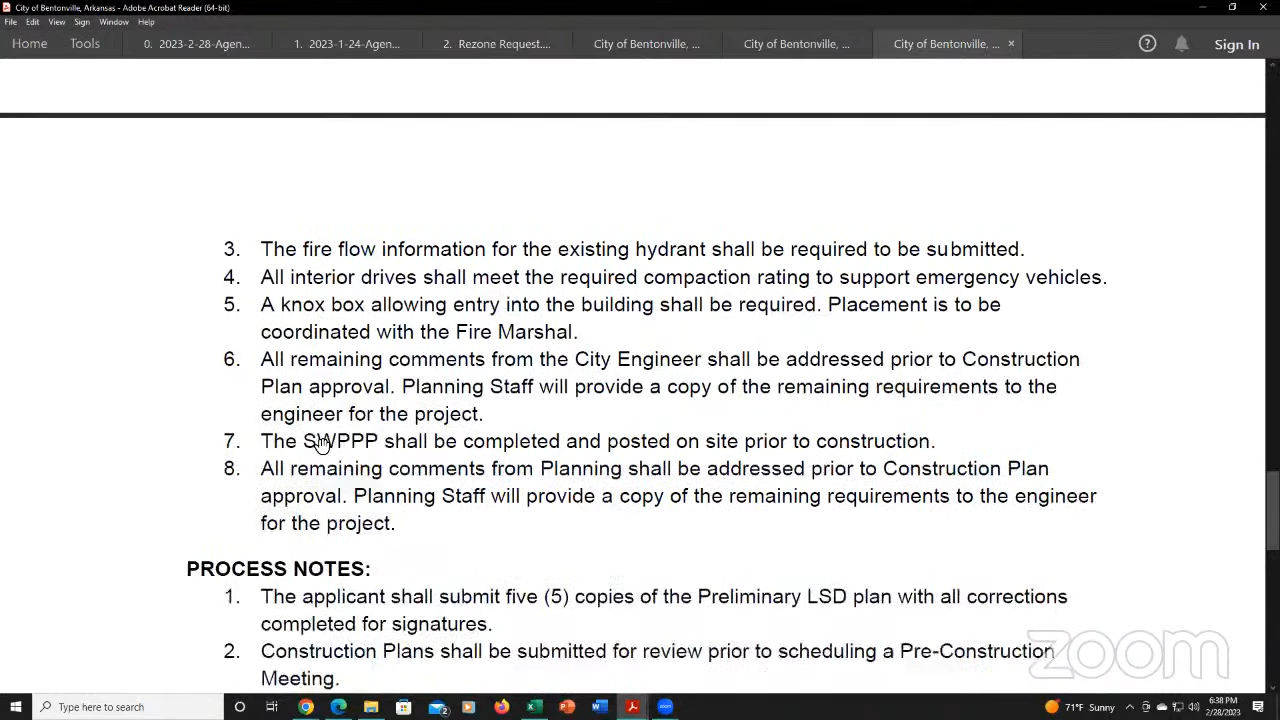 City of Bentonville, Arkansas - Adobe Acrobat Reader (64-bit)
File Edit View Sign Window Help
Home Tools 0. 2023-2-28-Agen... 1. 2023-1-24-Agen... 2. Rezone Request.... City of Bentonville, ... City of Bentonville, ... City of Bentonville, ... × Sign In
3. The fire flow information for the existing hydrant shall be required to be submitted.
4. All interior drives shall meet the required compaction rating to support emergency vehicles.
5. A knox box allowing entry into the building shall be required. Placement is to be
coordinated with the Fire Marshal.
6. All remaining comments from the City Engineer shall be addressed prior to Construction
Plan approval. Planning Staff will provide a copy of the remaining requirements to the
engineer for the project.
7. The SWPPP shall be completed and posted on site prior to construction.
8. All remaining comments from Planning shall be addressed prior to Construction Plan
approval. Planning Staff will provide a copy of the remaining requirements to the engineer
for the project.
PROCESS NOTES:
1. The applicant shall submit five (5) copies of the Preliminary LSD plan with all corrections
completed for signatures.
2. Construction Plans shall be submitted for review prior to scheduling a Pre-Construction
Meeting.
zoom
Type here to search 2 71°F Sunny 6:38 PM
2/28/2023